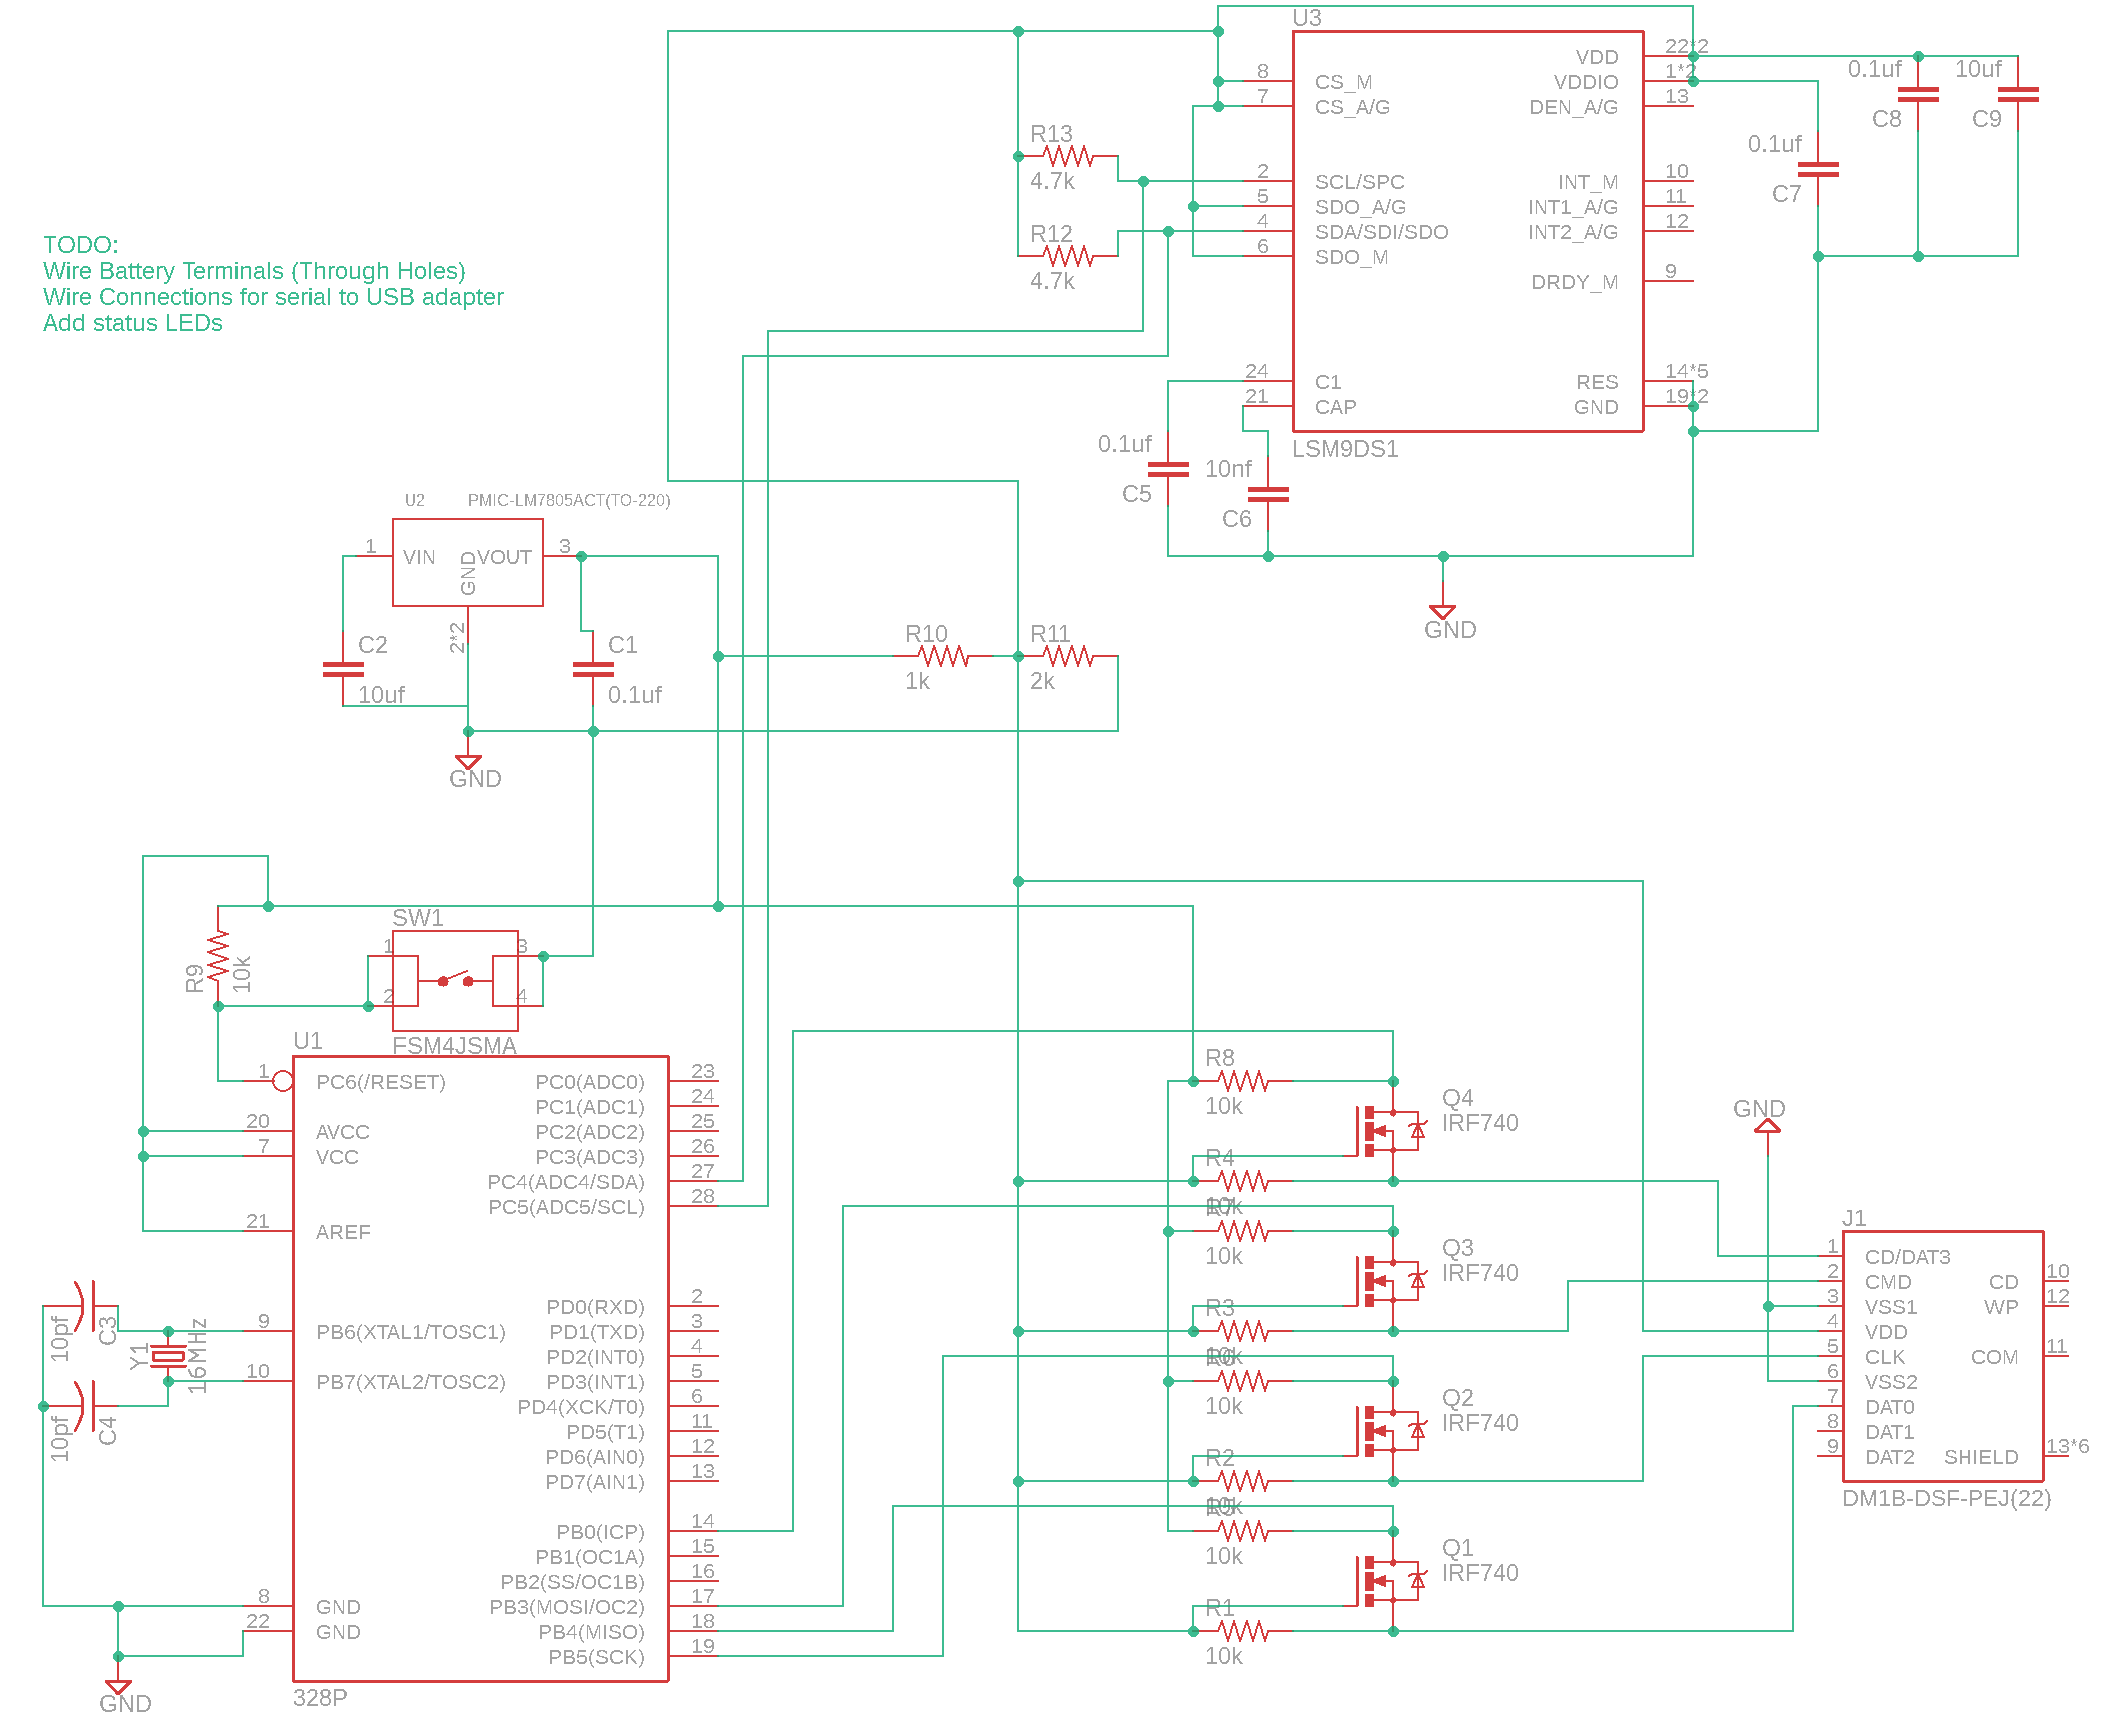 TODO:
Wire Battery Terminals (Through Holes)
Wire Connections for serial to USB adapter
Add status LEDs
U3
8 CS_M
7 CS_A/G
2 SCL/SPC
5 SDO_A/G
4 SDA/SDI/SDO
6 SDO_M
24 C1
21 CAP
VDD 22*2
VDDIO 1*2
DEN_A/G 13
INT_M 10
INT1_A/G 11
INT2_A/G 12
DRDY_M 9
RES 14*5
GND 19*2
LSM9DS1
R13
4.7k
R12
4.7k
0.1uf
C8
10uf
C9
0.1uf
C7
0.1uf
C5
10nf
C6
GND
U2 PMIC-LM7805ACT(TO-220)
1 VIN
GND
VOUT 3
2*2
C2
10uf
C1
0.1uf
GND
R10
1k
R11
2k
SW1
1
2
3
4
FSM4JSMA
R9
10k
U1
1 PC6(/RESET)
20 AVCC
7 VCC
21 AREF
9 PB6(XTAL1/TOSC1)
10 PB7(XTAL2/TOSC2)
8 GND
22 GND
PC0(ADC0) 23
PC1(ADC1) 24
PC2(ADC2) 25
PC3(ADC3) 26
PC4(ADC4/SDA) 27
PC5(ADC5/SCL) 28
PD0(RXD) 2
PD1(TXD) 3
PD2(INT0) 4
PD3(INT1) 5
PD4(XCK/T0) 6
PD5(T1) 11
PD6(AIN0) 12
PD7(AIN1) 13
PB0(ICP) 14
PB1(OC1A) 15
PB2(SS/OC1B) 16
PB3(MOSI/OC2) 17
PB4(MISO) 18
PB5(SCK) 19
328P
10pf
C3
Y1
16MHz
10pf
C4
GND
R8
10k
Q4
IRF740
R4
10k
Q3
IRF740
R3
10k
Q2
IRF740
R2
10k
Q1
IRF740
R1
10k
GND
J1
1 CD/DAT3
2 CMD
3 VSS1
4 VDD
5 CLK
6 VSS2
7 DAT0
8 DAT1
9 DAT2
CD 10
WP 12
COM 11
SHIELD 13*6
DM1B-DSF-PEJ(22)